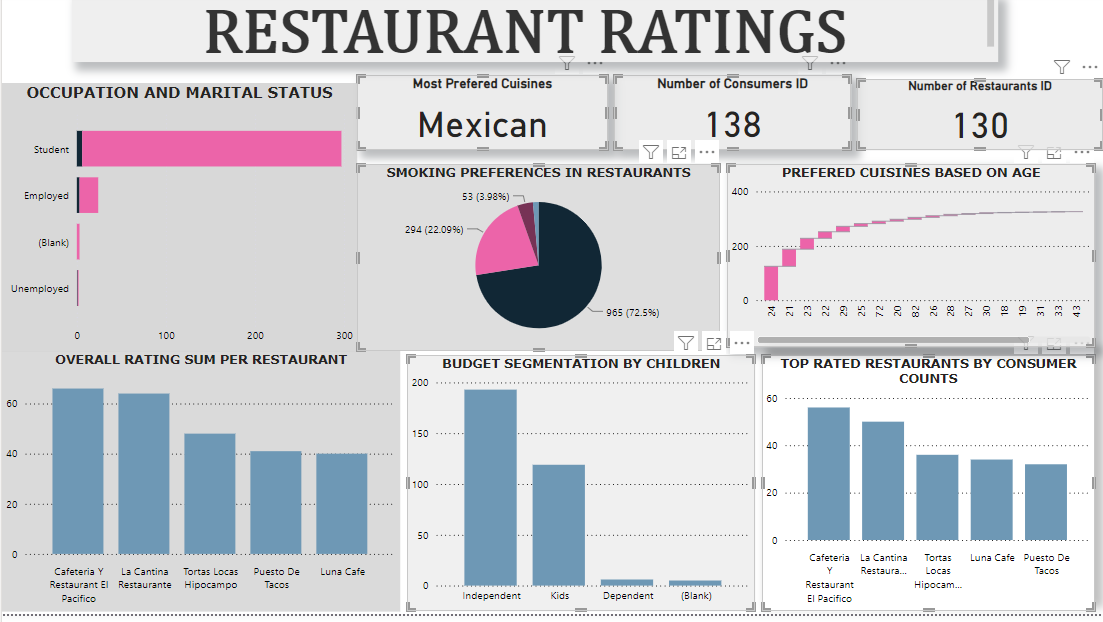 RESTAURANT RATINGS
OCCUPATION AND MARITAL STATUS
Student
Employed
(Blank)
Unemployed
0 100 200 300
Most Prefered Cuisines
Mexican
Number of Consumers ID
138
Number of Restaurants ID
130
SMOKING PREFERENCES IN RESTAURANTS
53 (3.98%)
294 (22.09%)
965 (72.5%)
PREFERED CUISINES BASED ON AGE
400
200
0
24 21 23 22 29 25 72 20 82 26 28 27 30 18 19 31 33 43
OVERALL RATING SUM PER RESTAURANT
60
40
20
0
Cafeteria Y
Restaurant El
Pacifico
La Cantina
Restaurante
Tortas Locas
Hipocampo
Puesto De
Tacos
Luna Cafe
BUDGET SEGMENTATION BY CHILDREN
200
150
100
50
0
Independent Kids Dependent (Blank)
TOP RATED RESTAURANTS BY CONSUMER
COUNTS
60
40
20
0
Cafeteria
Y
Restaurant
El Pacifico
La Cantina
Restaura...
Tortas
Locas
Hipocam...
Luna Cafe
Puesto De
Tacos